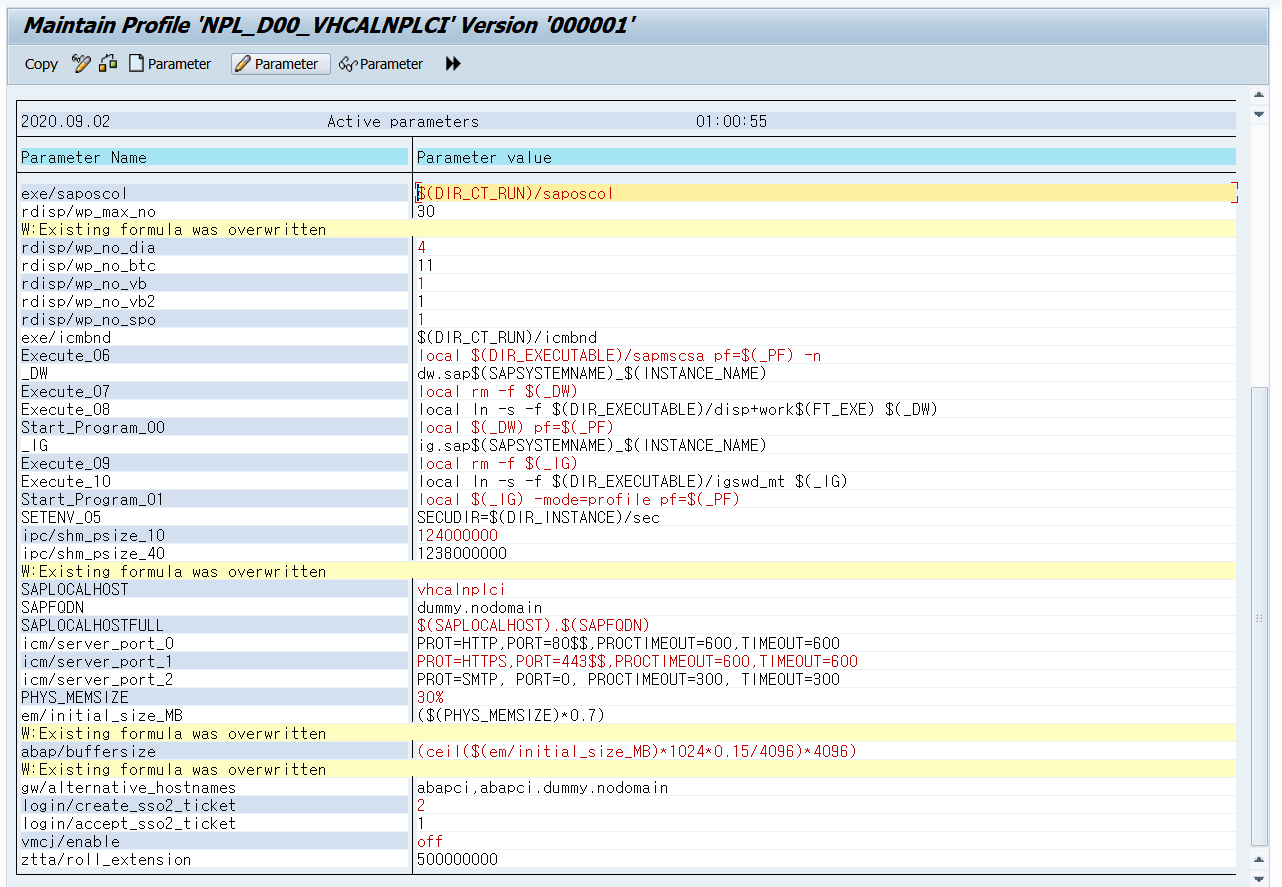 Maintain Profile 'NPL_D00_VHCALNPLCI' Version '000001'
Copy Parameter Parameter Parameter
2020.09.02 Active parameters 01:00:55
Parameter Name Parameter value
exe/saposcol $(DIR_CT_RUN)/saposcol
rdisp/wp_max_no 30
W:Existing formula was overwritten
rdisp/wp_no_dia 4
rdisp/wp_no_btc 11
rdisp/wp_no_vb 1
rdisp/wp_no_vb2 1
rdisp/wp_no_spo 1
exe/icmbnd $(DIR_CT_RUN)/icmbnd
Execute_06 local $(DIR_EXECUTABLE)/sapmscsa pf=$(_PF) -n
_DW dw.sap$(SAPSYSTEMNAME)_$(INSTANCE_NAME)
Execute_07 local rm -f $(_DW)
Execute_08 local ln -s -f $(DIR_EXECUTABLE)/disp+work$(FT_EXE) $(_DW)
Start_Program_00 local $(_DW) pf=$(_PF)
_IG ig.sap$(SAPSYSTEMNAME)_$(INSTANCE_NAME)
Execute_09 local rm -f $(_IG)
Execute_10 local ln -s -f $(DIR_EXECUTABLE)/igswd_mt $(_IG)
Start_Program_01 local $(_IG) -mode=profile pf=$(_PF)
SETENV_05 SECUDIR=$(DIR_INSTANCE)/sec
ipc/shm_psize_10 124000000
ipc/shm_psize_40 1238000000
W:Existing formula was overwritten
SAPLOCALHOST vhcalnplci
SAPFQDN dummy.nodomain
SAPLOCALHOSTFULL $(SAPLOCALHOST).$(SAPFQDN)
icm/server_port_0 PROT=HTTP,PORT=80$$,PROCTIMEOUT=600,TIMEOUT=600
icm/server_port_1 PROT=HTTPS,PORT=443$$,PROCTIMEOUT=600,TIMEOUT=600
icm/server_port_2 PROT=SMTP, PORT=0, PROCTIMEOUT=300, TIMEOUT=300
PHYS_MEMSIZE 30%
em/initial_size_MB ($(PHYS_MEMSIZE)*0.7)
W:Existing formula was overwritten
abap/buffersize (ceil($(em/initial_size_MB)*1024*0.15/4096)*4096)
W:Existing formula was overwritten
gw/alternative_hostnames abapci,abapci.dummy.nodomain
login/create_sso2_ticket 2
login/accept_sso2_ticket 1
vmcj/enable off
ztta/roll_extension 500000000